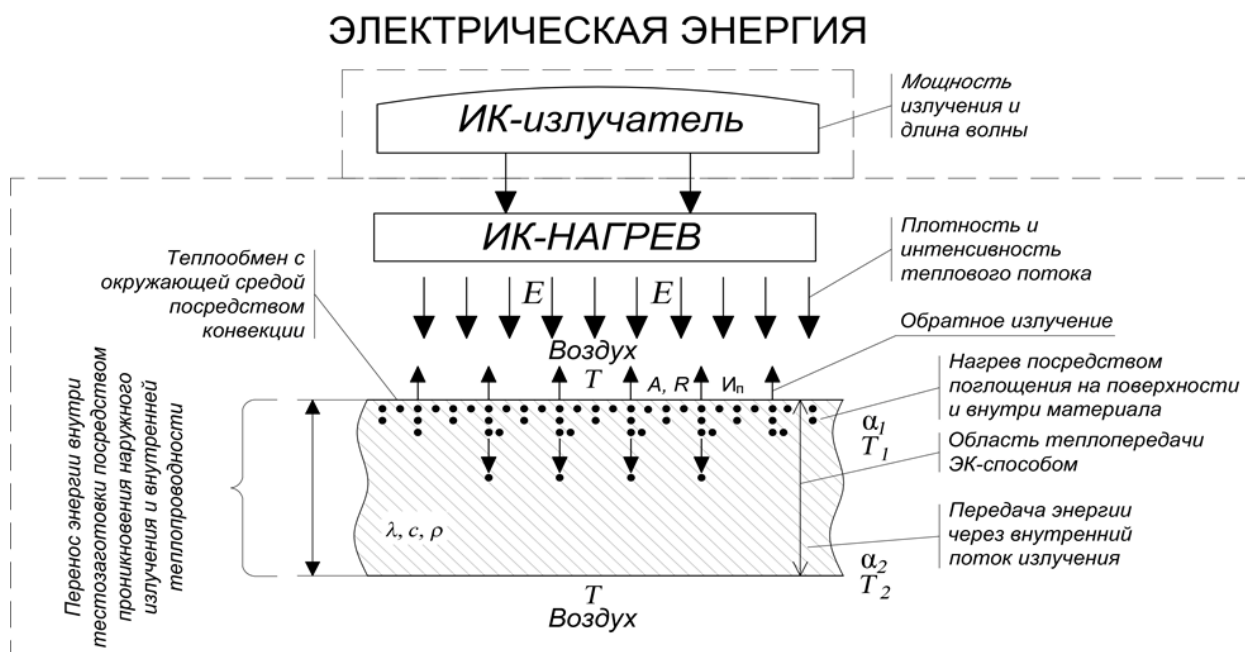 ЭЛЕКТРИЧЕСКАЯ ЭНЕРГИЯ
ИК-излучатель
Мощность
излучения и
длина волны
ИК-НАГРЕВ
Плотность и
интенсивность
теплового потока
Теплообмен с
окружающей средой
посредством
конвекции
E E
Воздух
Обратное излучение
T A, R Ип
Нагрев посредством
поглощения на поверхности
и внутри материала
α1
T1
Область теплопередачи
ЭК-способом
Перенос энергии внутри
тестозаготовки посредством
проникновения наружного
излучения и внутренней
теплопроводности
λ, c, ρ
Передача энергии
через внутренний
поток излучения
α2
T2
T
Воздух